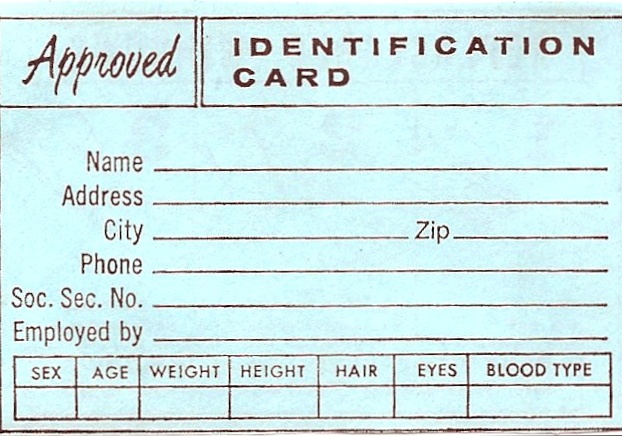 Approved
IDENTIFICATION
CARD
Name
Address
City Zip
Phone
Soc. Sec. No.
Employed by
SEX AGE WEIGHT HEIGHT HAIR EYES BLOOD TYPE